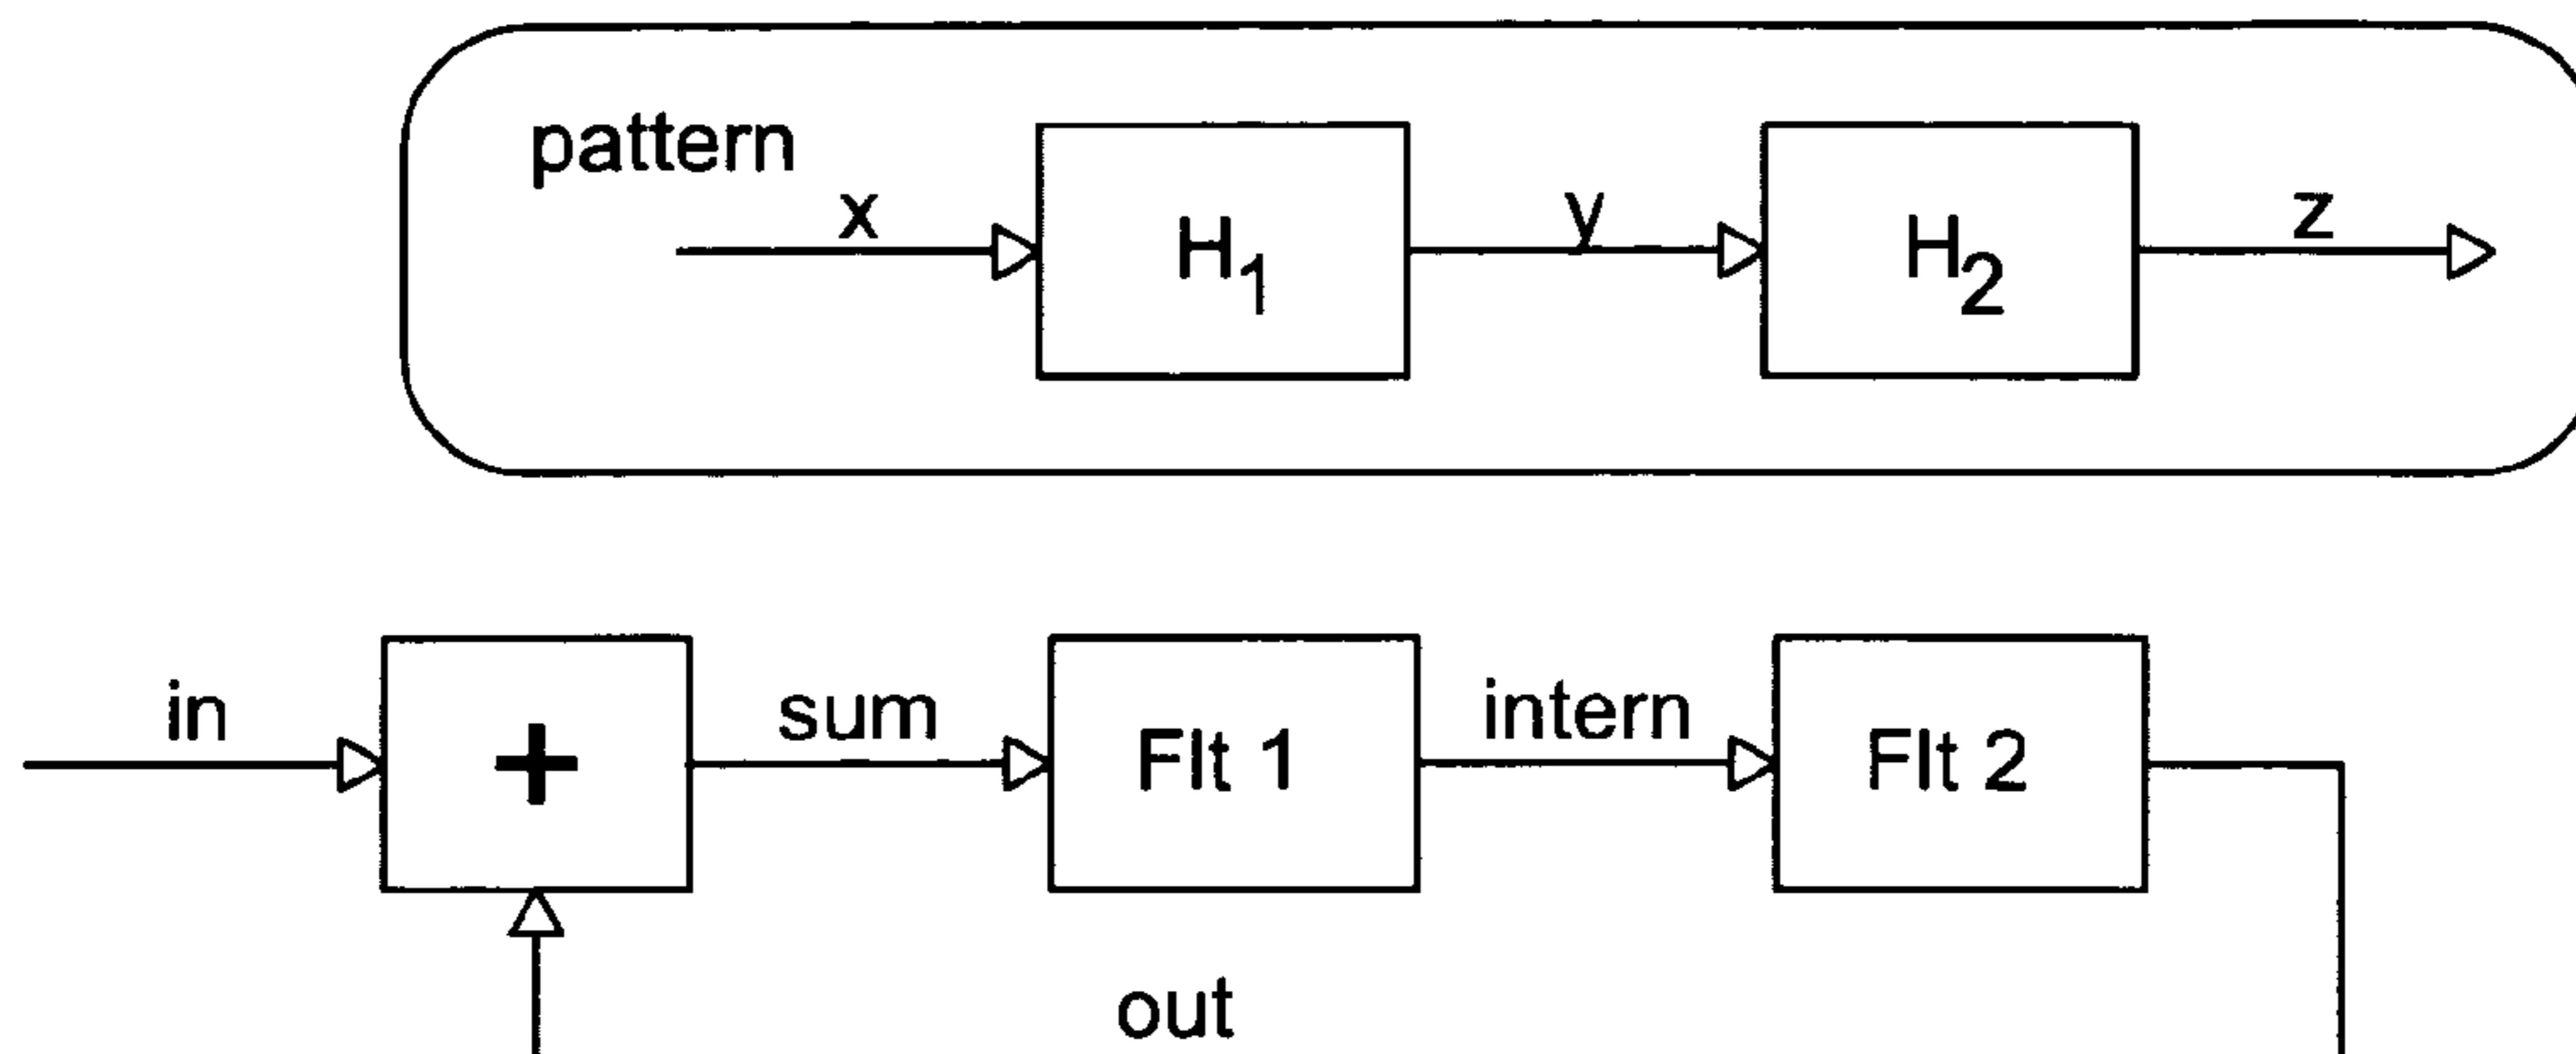 pattern
x
H1
y
H2
z
in
+
sum
Flt 1
intern
Flt 2
out